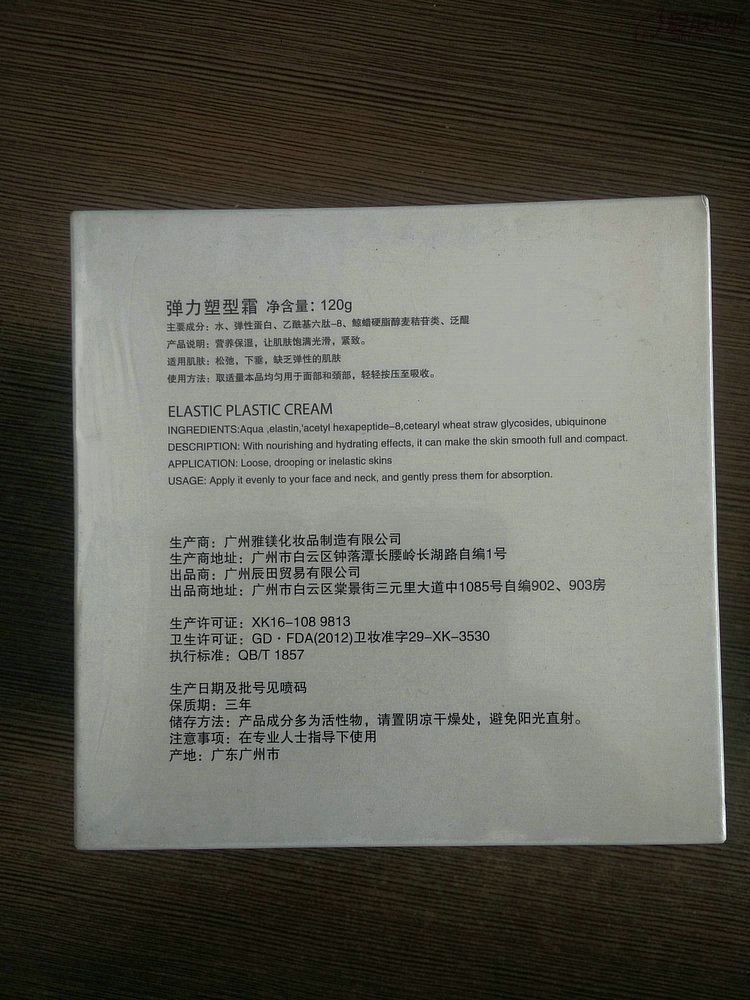 弹力塑型霜 净含量：120g
主要成分：水、弹性蛋白、乙酰基六肽-8、鲸蜡硬脂醇麦秸苷类、泛醌
产品说明：营养保湿，让肌肤饱满光滑，紧致。
适用肌肤：松弛，下垂，缺乏弹性的肌肤
使用方法：取适量本品均匀用于面部和颈部，轻轻按压至吸收。
ELASTIC PLASTIC CREAM
INGREDIENTS:Aqua ,elastin,'acetyl hexapeptide-8,cetearyl wheat straw glycosides, ubiquinone
DESCRIPTION: With nourishing and hydrating effects, it can make the skin smooth full and compact.
APPLICATION: Loose, drooping or inelastic skins
USAGE: Apply it evenly to your face and neck, and gently press them for absorption.
生产商：广州雅镁化妆品制造有限公司
生产商地址：广州市白云区钟落潭长腰岭长湖路自编1号
出品商：广州辰田贸易有限公司
出品商地址：广州市白云区棠景街三元里大道中1085号自编902、903房
生产许可证：XK16-108 9813
卫生许可证：GD·FDA(2012)卫妆准字29-XK-3530
执行标准：QB/T 1857
生产日期及批号见喷码
保质期：三年
储存方法：产品成分多为活性物，请置阴凉干燥处，避免阳光直射。
注意事项：在专业人士指导下使用
产地：广东广州市